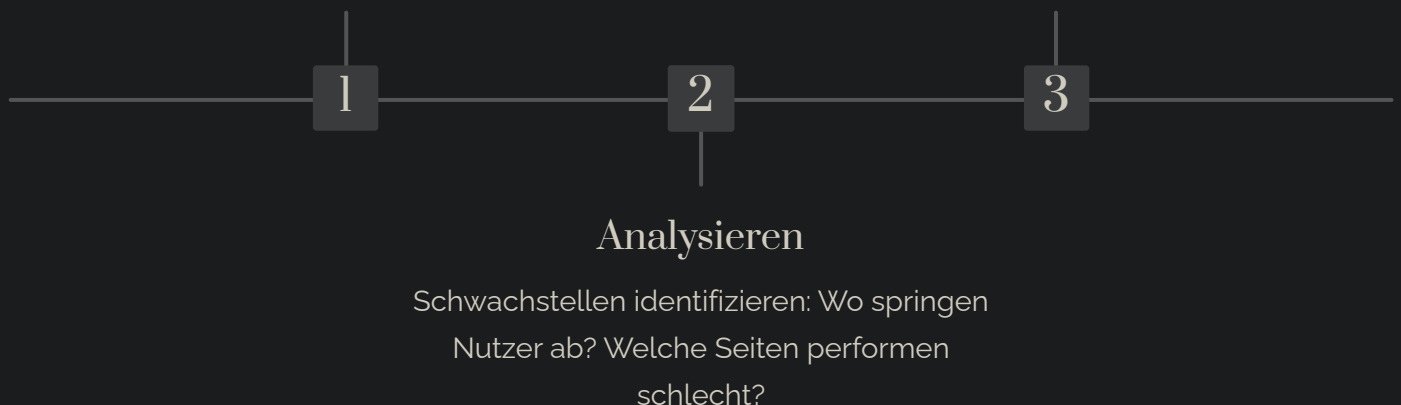 1
2
3
Analysieren
Schwachstellen identifizieren: Wo springen
Nutzer ab? Welche Seiten performen
schlecht?